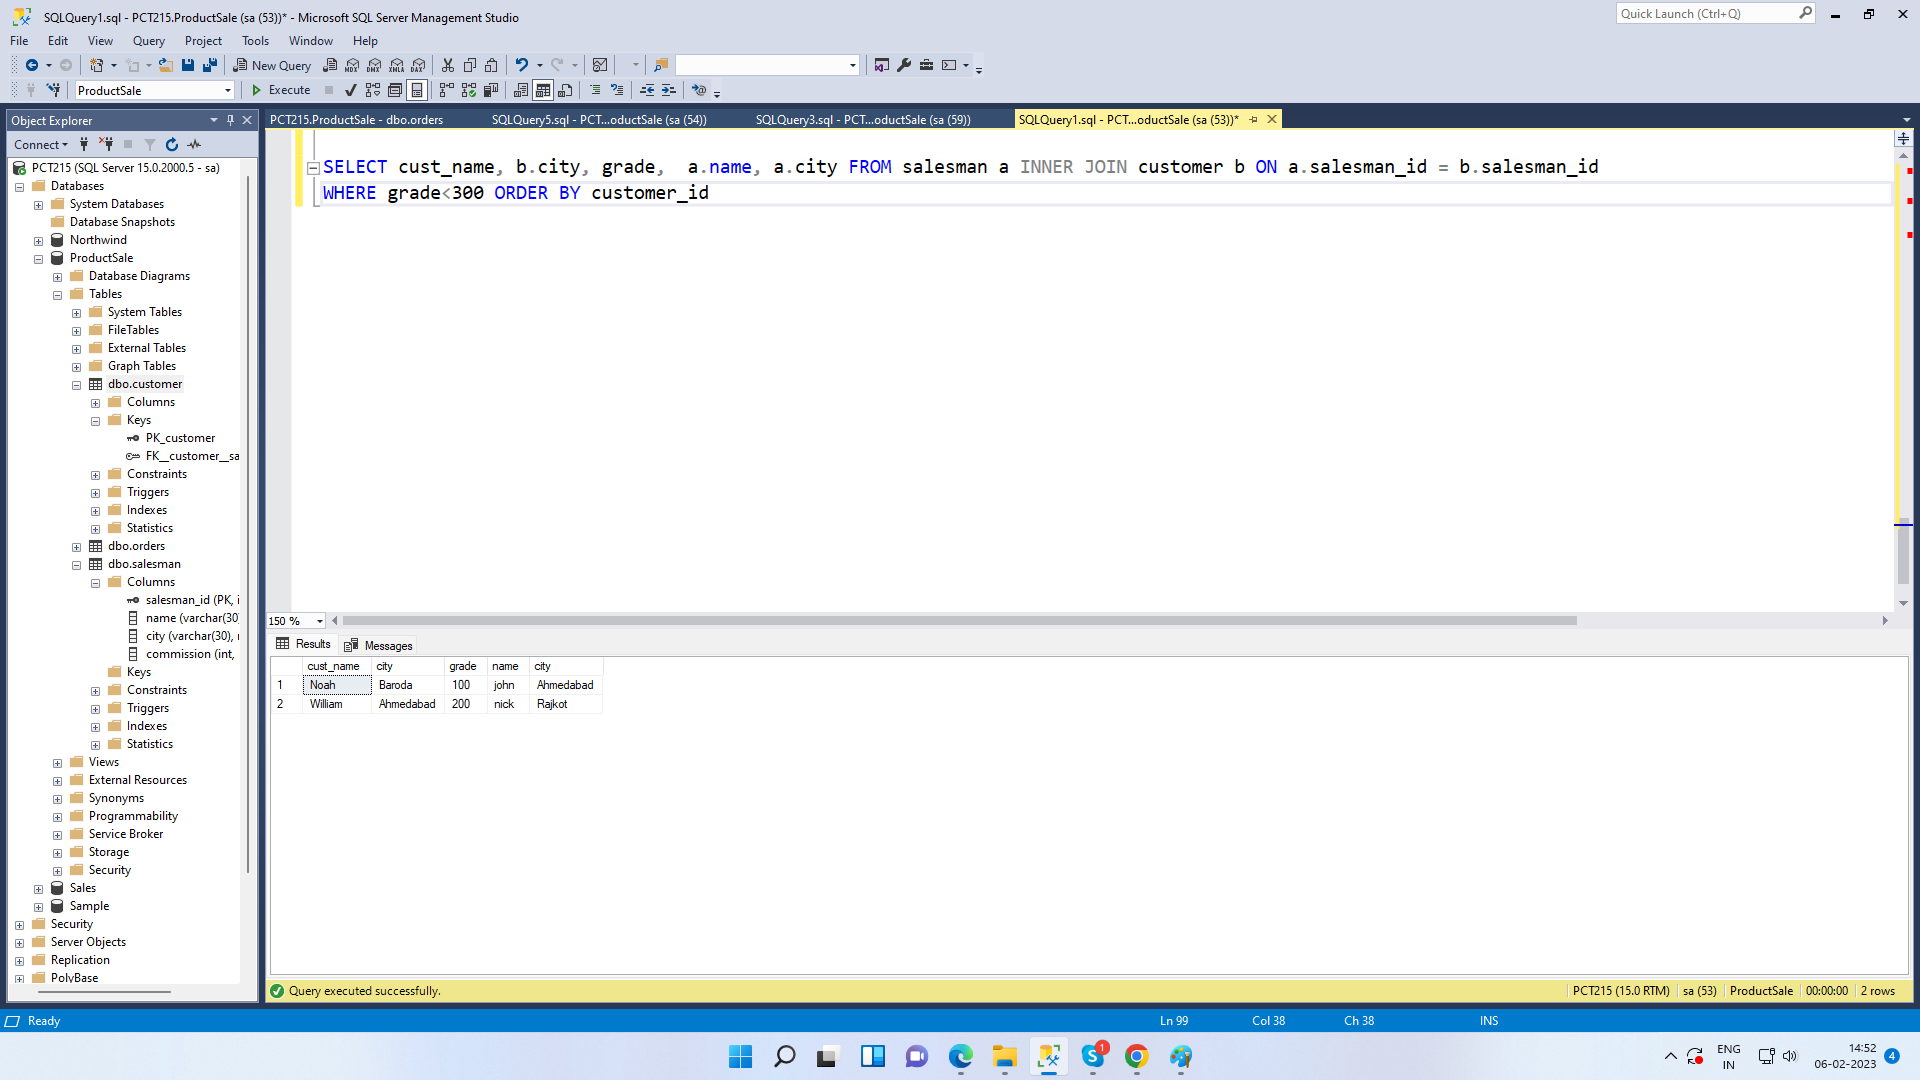 SQLQuery1.sql - PCT215.ProductSale (sa (53))* - Microsoft SQL Server Management Studio
Quick Launch (Ctrl+Q)
File Edit View Query Project Tools Window Help
New Query MDX DMX XMLA DAX
ProductSale Execute
Object Explorer
PCT215.ProductSale - dbo.orders SQLQuery5.sql - PCT...oductSale (sa (54)) SQLQuery3.sql - PCT...oductSale (sa (59)) SQLQuery1.sql - PCT...oductSale (sa (53))*
Connect
PCT215 (SQL Server 15.0.2000.5 - sa)
Databases
System Databases
Database Snapshots
Northwind
ProductSale
Database Diagrams
Tables
System Tables
FileTables
External Tables
Graph Tables
dbo.customer
Columns
Keys
PK_customer
FK__customer__sa
Constraints
Triggers
Indexes
Statistics
dbo.orders
dbo.salesman
Columns
salesman_id (PK, i
name (varchar(30)
city (varchar(30), n
commission (int,
Keys
Constraints
Triggers
Indexes
Statistics
Views
External Resources
Synonyms
Programmability
Service Broker
Storage
Security
Sales
Sample
Security
Server Objects
Replication
PolyBase
SELECT cust_name, b.city, grade,  a.name, a.city FROM salesman a INNER JOIN customer b ON a.salesman_id = b.salesman_id
WHERE grade<300 ORDER BY customer_id
150 %
Results Messages
cust_name city grade name city
1 Noah Baroda 100 john Ahmedabad
2 William Ahmedabad 200 nick Rajkot
Query executed successfully. PCT215 (15.0 RTM) sa (53) ProductSale 00:00:00 2 rows
Ready Ln 99 Col 38 Ch 38 INS
1
ENG
IN
14:52
06-02-2023
4